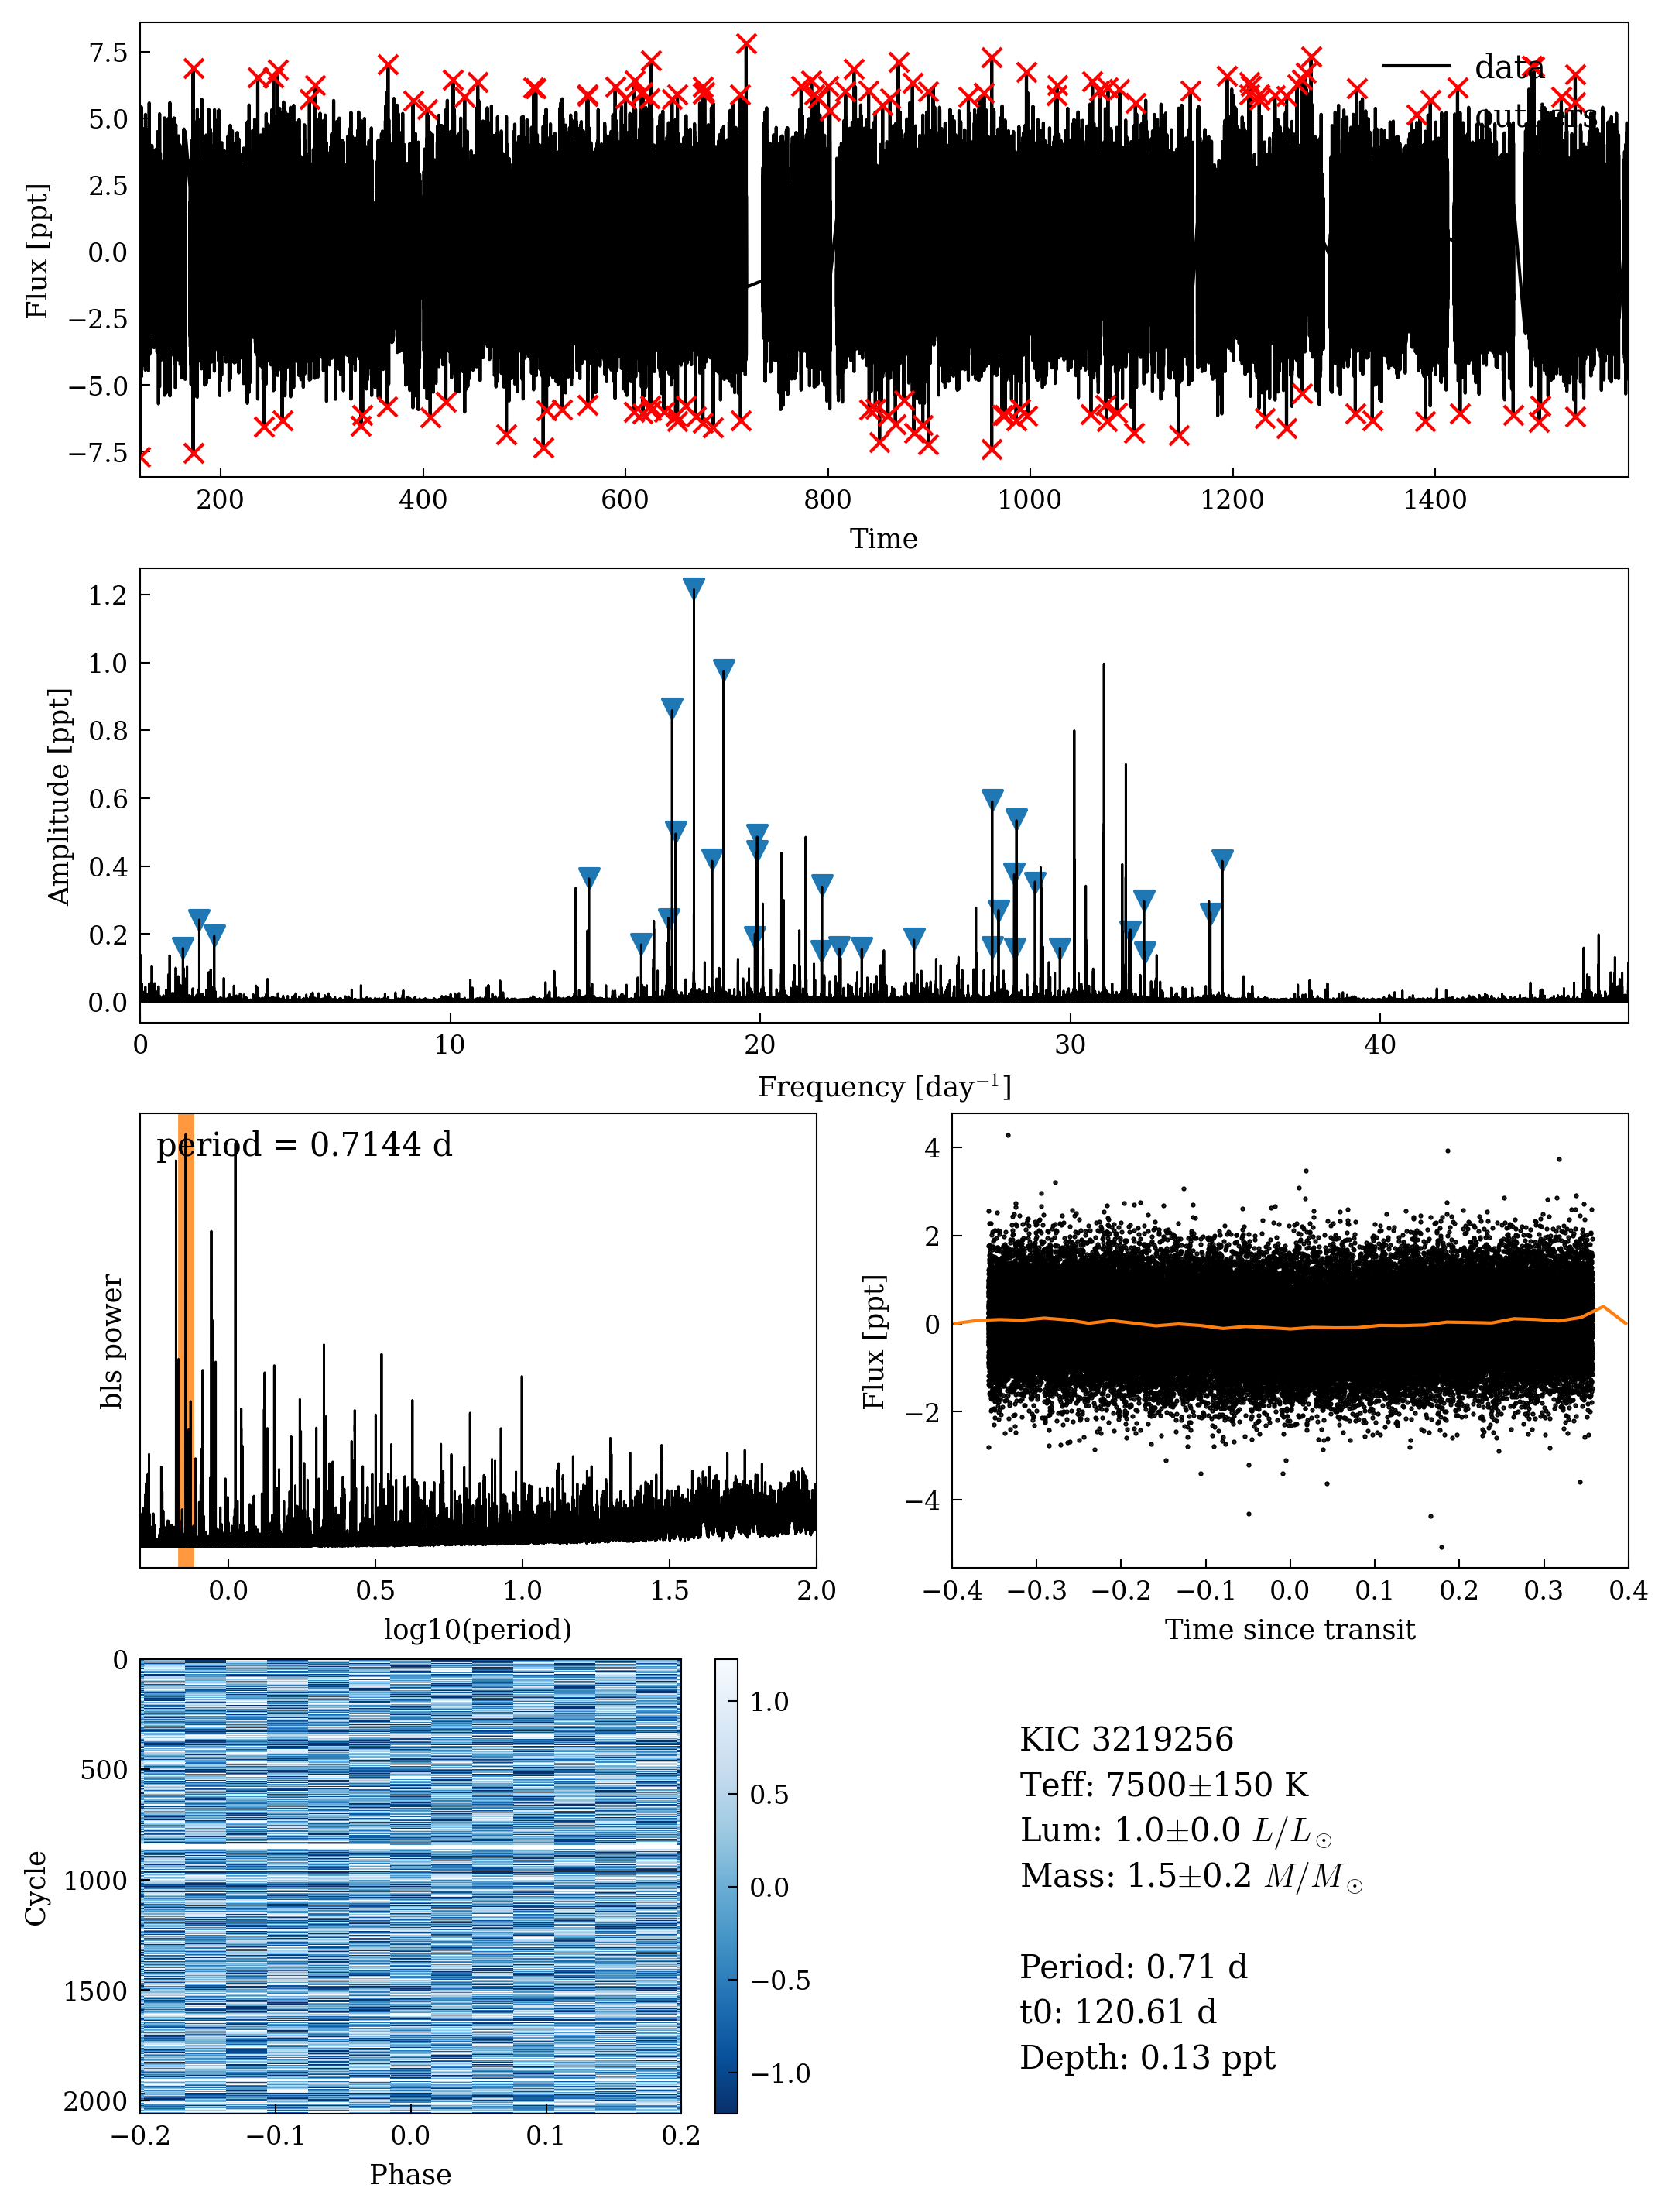 7.5
5.0
2.5
0.0
−2.5
−5.0
−7.5
Flux [ppt]
data
outliers
200 400 600 800 1000 1200 1400
Time
1.2
1.0
0.8
0.6
0.4
0.2
0.0
Amplitude [ppt]
0 10 20 30 40
Frequency [day⁻¹]
period = 0.7144 d
bls power
0.0 0.5 1.0 1.5 2.0
log10(period)
4
2
0
−2
−4
Flux [ppt]
−0.4 −0.3 −0.2 −0.1 0.0 0.1 0.2 0.3 0.4
Time since transit
0
500
1000
1500
2000
Cycle
−0.2 −0.1 0.0 0.1 0.2
Phase
1.0
0.5
0.0
−0.5
−1.0
KIC 3219256
Teff: 7500±150 K
Lum: 1.0±0.0 L/L⊙
Mass: 1.5±0.2 M/M⊙
Period: 0.71 d
t0: 120.61 d
Depth: 0.13 ppt